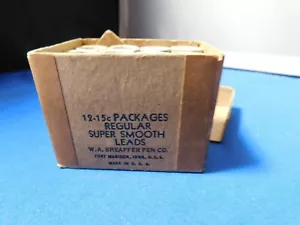 12-15c PACKAGES
REGULAR
SUPER SMOOTH
LEADS
W.A. SHEAFFER PEN CO.
FORT MADISON, IOWA, U.S.A.
MADE IN U.S.A.